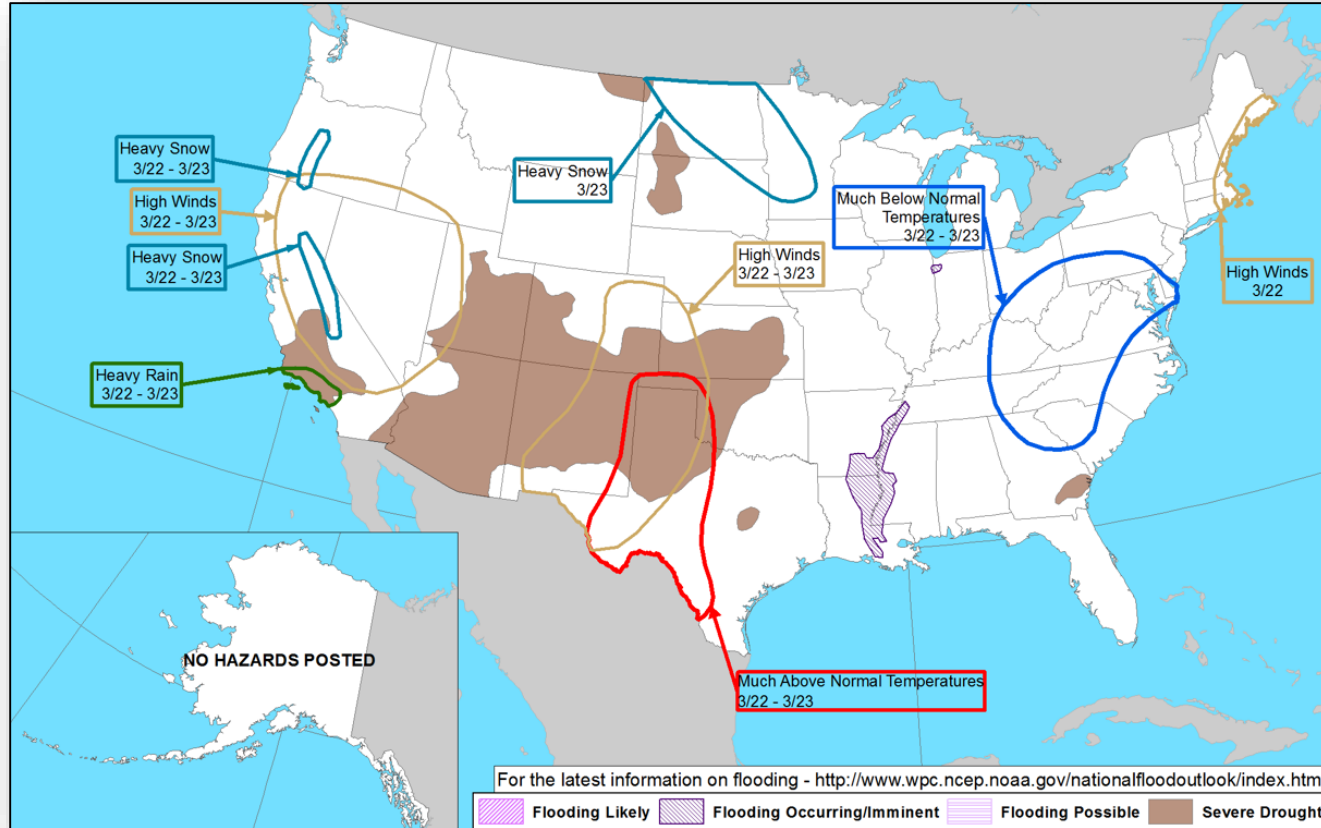 Heavy Snow
3/22 - 3/23
High Winds
3/22 - 3/23
Heavy Snow
3/22 - 3/23
Heavy Rain
3/22 - 3/23
Heavy Snow
3/23
High Winds
3/22 - 3/23
Much Below Normal
Temperatures
3/22 - 3/23
High Winds
3/22
Much Above Normal Temperatures
3/22 - 3/23
NO HAZARDS POSTED
For the latest information on flooding - http://www.wpc.ncep.noaa.gov/nationalfloodoutlook/index.htm
Flooding Likely
Flooding Occurring/Imminent
Flooding Possible
Severe Drought